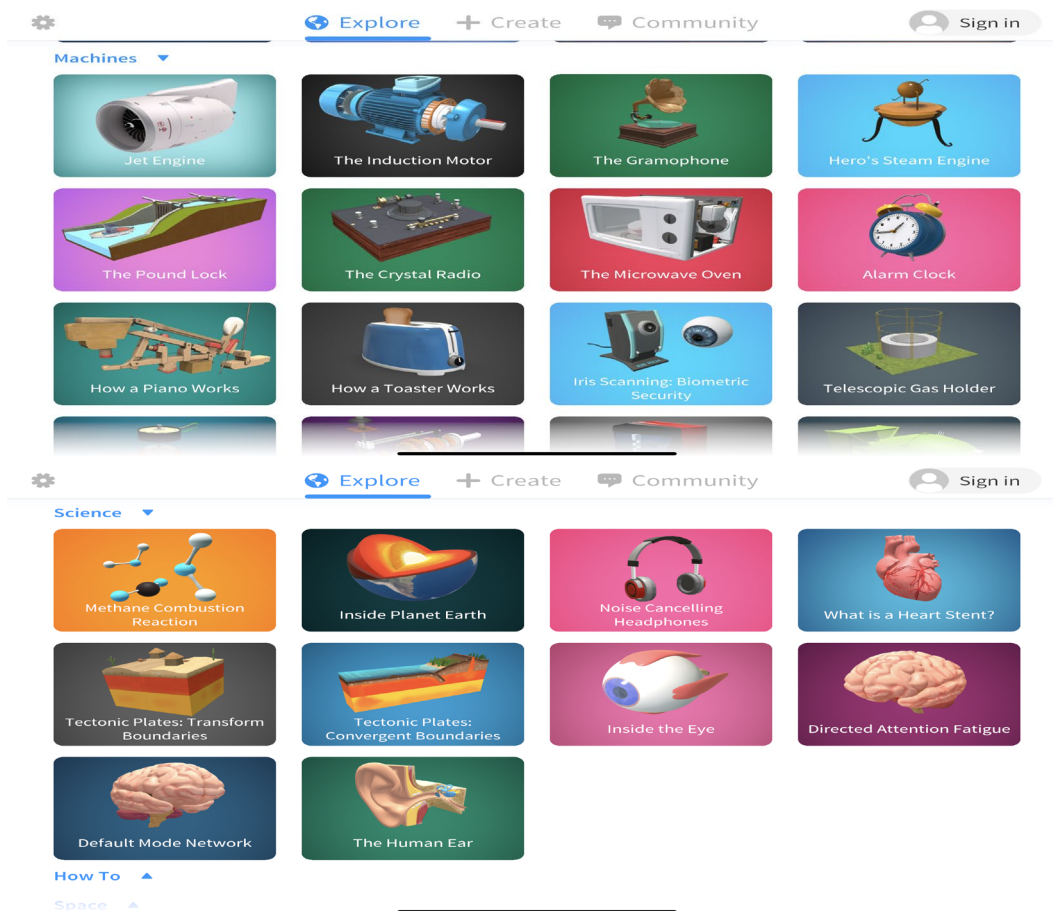 Explore Create Community Sign in
Machines
Jet Engine
The Induction Motor
The Gramophone
Hero's Steam Engine
The Pound Lock
The Crystal Radio
The Microwave Oven
Alarm Clock
How a Piano Works
How a Toaster Works
Iris Scanning: Biometric
Security
Telescopic Gas Holder
Explore Create Community Sign in
Science
Methane Combustion
Reaction
Inside Planet Earth
Noise Cancelling
Headphones
What is a Heart Stent?
Tectonic Plates: Transform
Boundaries
Tectonic Plates:
Convergent Boundaries
Inside the Eye
Directed Attention Fatigue
Default Mode Network
The Human Ear
How To
Space